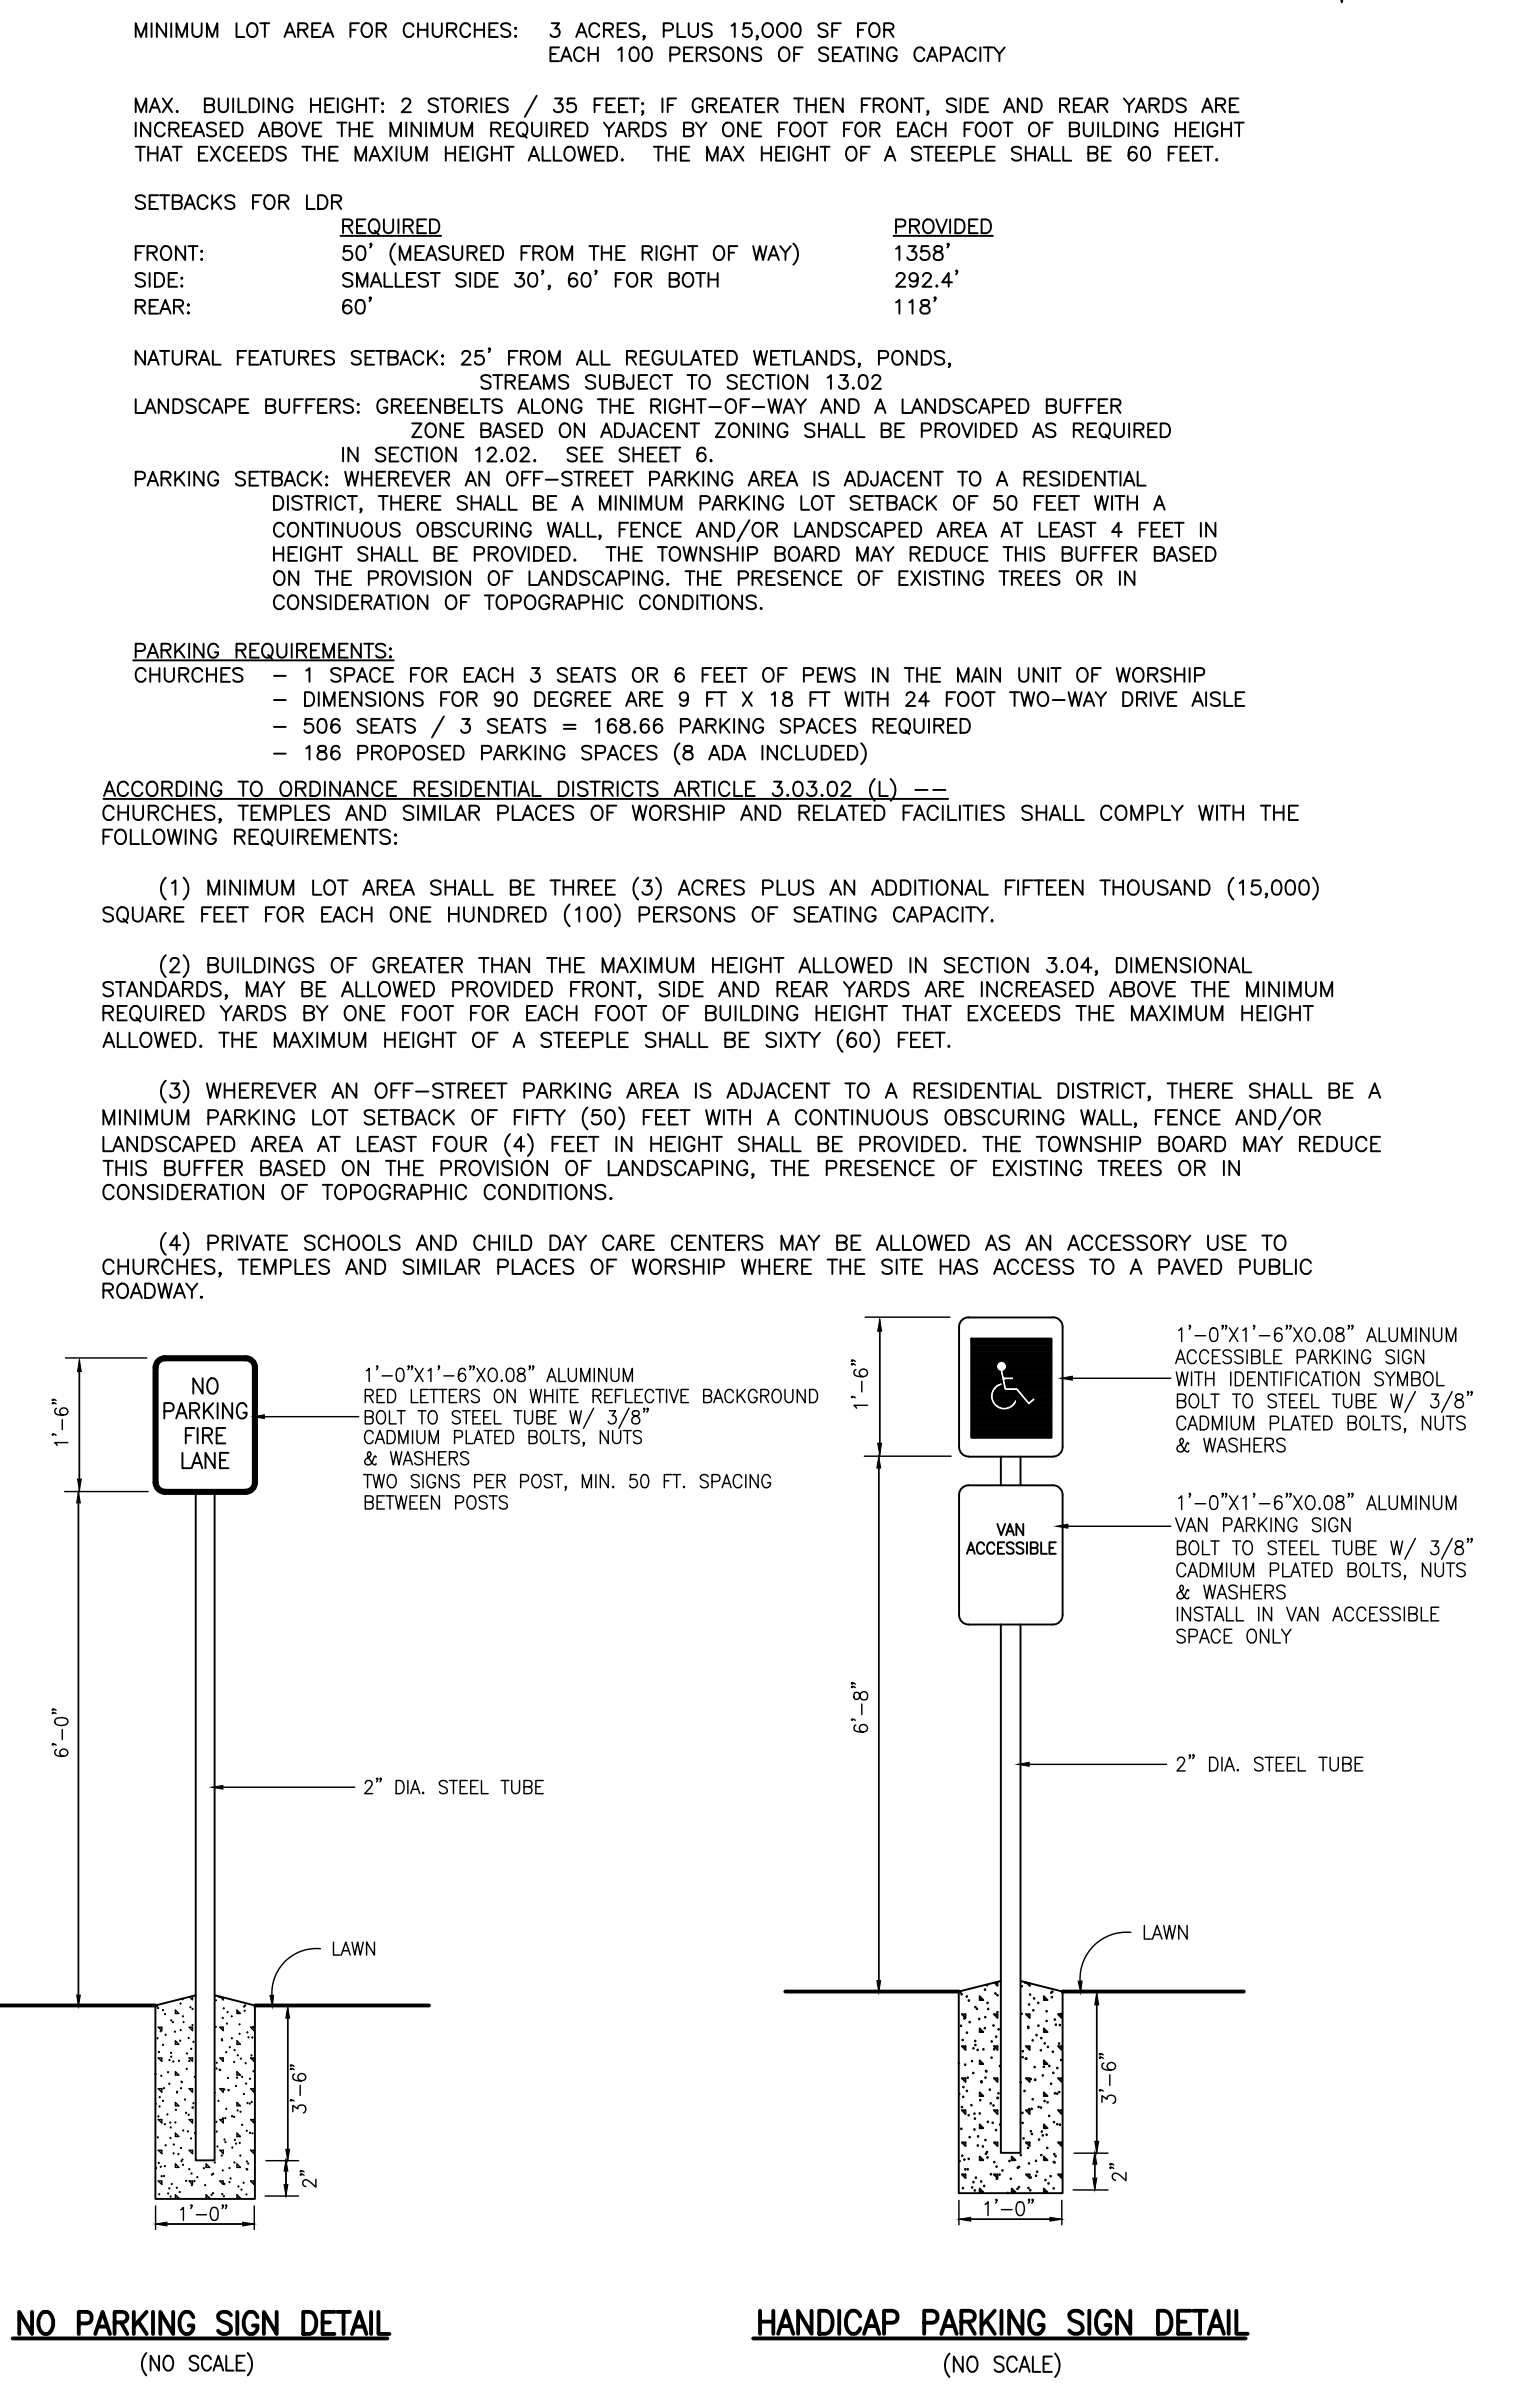 MINIMUM LOT AREA FOR CHURCHES: 3 ACRES, PLUS 15,000 SF FOR
EACH 100 PERSONS OF SEATING CAPACITY
MAX. BUILDING HEIGHT: 2 STORIES / 35 FEET; IF GREATER THEN FRONT, SIDE AND REAR YARDS ARE
INCREASED ABOVE THE MINIMUM REQUIRED YARDS BY ONE FOOT FOR EACH FOOT OF BUILDING HEIGHT
THAT EXCEEDS THE MAXIUM HEIGHT ALLOWED. THE MAX HEIGHT OF A STEEPLE SHALL BE 60 FEET.
SETBACKS FOR LDR
REQUIRED PROVIDED
FRONT: 50' (MEASURED FROM THE RIGHT OF WAY) 1358'
SIDE: SMALLEST SIDE 30', 60' FOR BOTH 292.4'
REAR: 60' 118'
NATURAL FEATURES SETBACK: 25' FROM ALL REGULATED WETLANDS, PONDS,
STREAMS SUBJECT TO SECTION 13.02
LANDSCAPE BUFFERS: GREENBELTS ALONG THE RIGHT-OF-WAY AND A LANDSCAPED BUFFER
ZONE BASED ON ADJACENT ZONING SHALL BE PROVIDED AS REQUIRED
IN SECTION 12.02. SEE SHEET 6.
PARKING SETBACK: WHEREVER AN OFF-STREET PARKING AREA IS ADJACENT TO A RESIDENTIAL
DISTRICT, THERE SHALL BE A MINIMUM PARKING LOT SETBACK OF 50 FEET WITH A
CONTINUOUS OBSCURING WALL, FENCE AND/OR LANDSCAPED AREA AT LEAST 4 FEET IN
HEIGHT SHALL BE PROVIDED. THE TOWNSHIP BOARD MAY REDUCE THIS BUFFER BASED
ON THE PROVISION OF LANDSCAPING. THE PRESENCE OF EXISTING TREES OR IN
CONSIDERATION OF TOPOGRAPHIC CONDITIONS.
PARKING REQUIREMENTS:
CHURCHES - 1 SPACE FOR EACH 3 SEATS OR 6 FEET OF PEWS IN THE MAIN UNIT OF WORSHIP
- DIMENSIONS FOR 90 DEGREE ARE 9 FT X 18 FT WITH 24 FOOT TWO-WAY DRIVE AISLE
- 506 SEATS / 3 SEATS = 168.66 PARKING SPACES REQUIRED
- 186 PROPOSED PARKING SPACES (8 ADA INCLUDED)
ACCORDING TO ORDINANCE RESIDENTIAL DISTRICTS ARTICLE 3.03.02 (L) --
CHURCHES, TEMPLES AND SIMILAR PLACES OF WORSHIP AND RELATED FACILITIES SHALL COMPLY WITH THE
FOLLOWING REQUIREMENTS:
(1) MINIMUM LOT AREA SHALL BE THREE (3) ACRES PLUS AN ADDITIONAL FIFTEEN THOUSAND (15,000)
SQUARE FEET FOR EACH ONE HUNDRED (100) PERSONS OF SEATING CAPACITY.
(2) BUILDINGS OF GREATER THAN THE MAXIMUM HEIGHT ALLOWED IN SECTION 3.04, DIMENSIONAL
STANDARDS, MAY BE ALLOWED PROVIDED FRONT, SIDE AND REAR YARDS ARE INCREASED ABOVE THE MINIMUM
REQUIRED YARDS BY ONE FOOT FOR EACH FOOT OF BUILDING HEIGHT THAT EXCEEDS THE MAXIMUM HEIGHT
ALLOWED. THE MAXIMUM HEIGHT OF A STEEPLE SHALL BE SIXTY (60) FEET.
(3) WHEREVER AN OFF-STREET PARKING AREA IS ADJACENT TO A RESIDENTIAL DISTRICT, THERE SHALL BE A
MINIMUM PARKING LOT SETBACK OF FIFTY (50) FEET WITH A CONTINUOUS OBSCURING WALL, FENCE AND/OR
LANDSCAPED AREA AT LEAST FOUR (4) FEET IN HEIGHT SHALL BE PROVIDED. THE TOWNSHIP BOARD MAY REDUCE
THIS BUFFER BASED ON THE PROVISION OF LANDSCAPING, THE PRESENCE OF EXISTING TREES OR IN
CONSIDERATION OF TOPOGRAPHIC CONDITIONS.
(4) PRIVATE SCHOOLS AND CHILD DAY CARE CENTERS MAY BE ALLOWED AS AN ACCESSORY USE TO
CHURCHES, TEMPLES AND SIMILAR PLACES OF WORSHIP WHERE THE SITE HAS ACCESS TO A PAVED PUBLIC
ROADWAY.
1'-6"
NO
PARKING
FIRE
LANE
1'-0"X1'-6"X0.08" ALUMINUM
RED LETTERS ON WHITE REFLECTIVE BACKGROUND
BOLT TO STEEL TUBE W/ 3/8"
CADMIUM PLATED BOLTS, NUTS
& WASHERS
TWO SIGNS PER POST, MIN. 50 FT. SPACING
BETWEEN POSTS
6'-0"
2" DIA. STEEL TUBE
LAWN
3'-6"
2"
1'-0"
NO PARKING SIGN DETAIL
(NO SCALE)
1'-6"
1'-0"X1'-6"X0.08" ALUMINUM
ACCESSIBLE PARKING SIGN
WITH IDENTIFICATION SYMBOL
BOLT TO STEEL TUBE W/ 3/8"
CADMIUM PLATED BOLTS, NUTS
& WASHERS
VAN
ACCESSIBLE
1'-0"X1'-6"X0.08" ALUMINUM
VAN PARKING SIGN
BOLT TO STEEL TUBE W/ 3/8"
CADMIUM PLATED BOLTS, NUTS
& WASHERS
INSTALL IN VAN ACCESSIBLE
SPACE ONLY
6'-8"
2" DIA. STEEL TUBE
LAWN
3'-6"
2"
1'-0"
HANDICAP PARKING SIGN DETAIL
(NO SCALE)